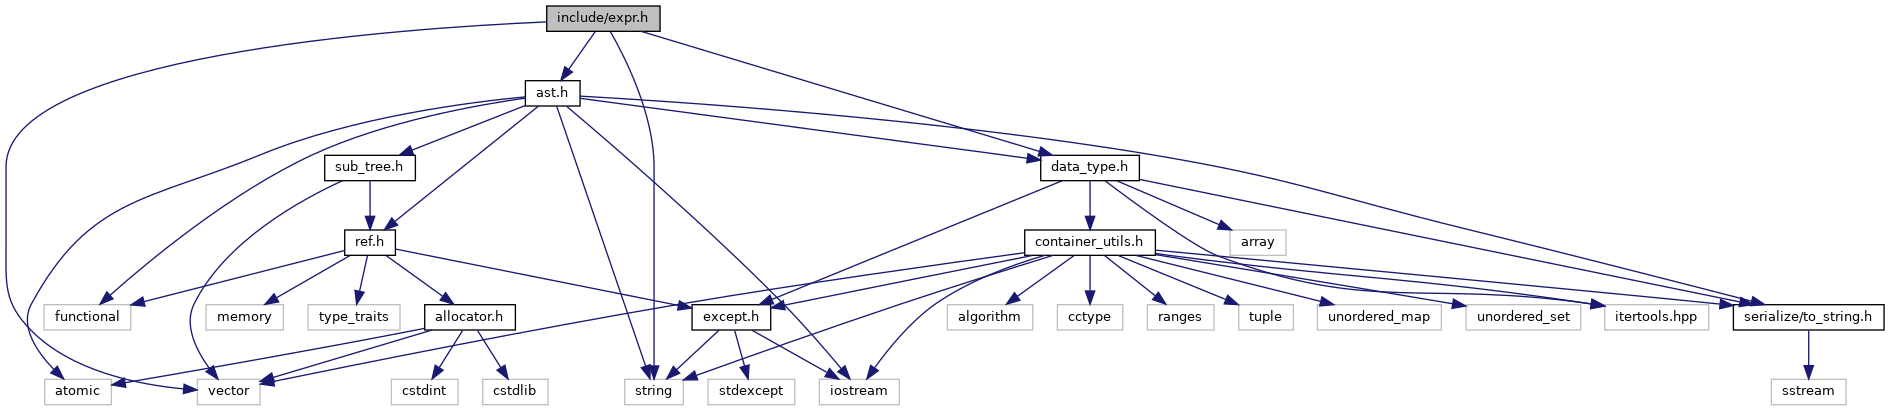 include/expr.h
ast.h
sub_tree.h
data_type.h
ref.h
container_utils.h
array
functional
memory
type_traits
allocator.h
except.h
algorithm
cctype
ranges
tuple
unordered_map
unordered_set
itertools.hpp
serialize/to_string.h
atomic
vector
cstdint
cstdlib
string
stdexcept
iostream
sstream